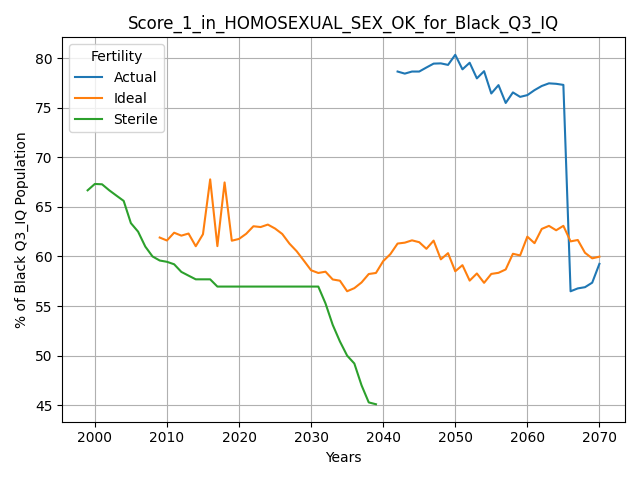 Score_1_in_HOMOSEXUAL_SEX_OK_for_Black_Q3_IQ
Fertility
Actual
Ideal
Sterile
% of Black Q3_IQ Population
80
75
70
65
60
55
50
45
2000 2010 2020 2030 2040 2050 2060 2070
Years